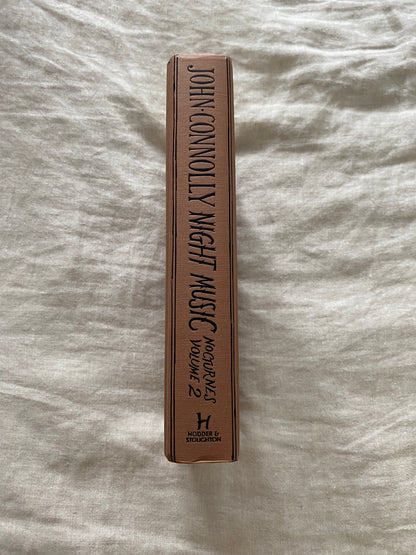 JOHN·CONNOLLY NIGHT MUSIC
NOCTURNES
VOLUME 2
H
HODDER &
STOUGHTON